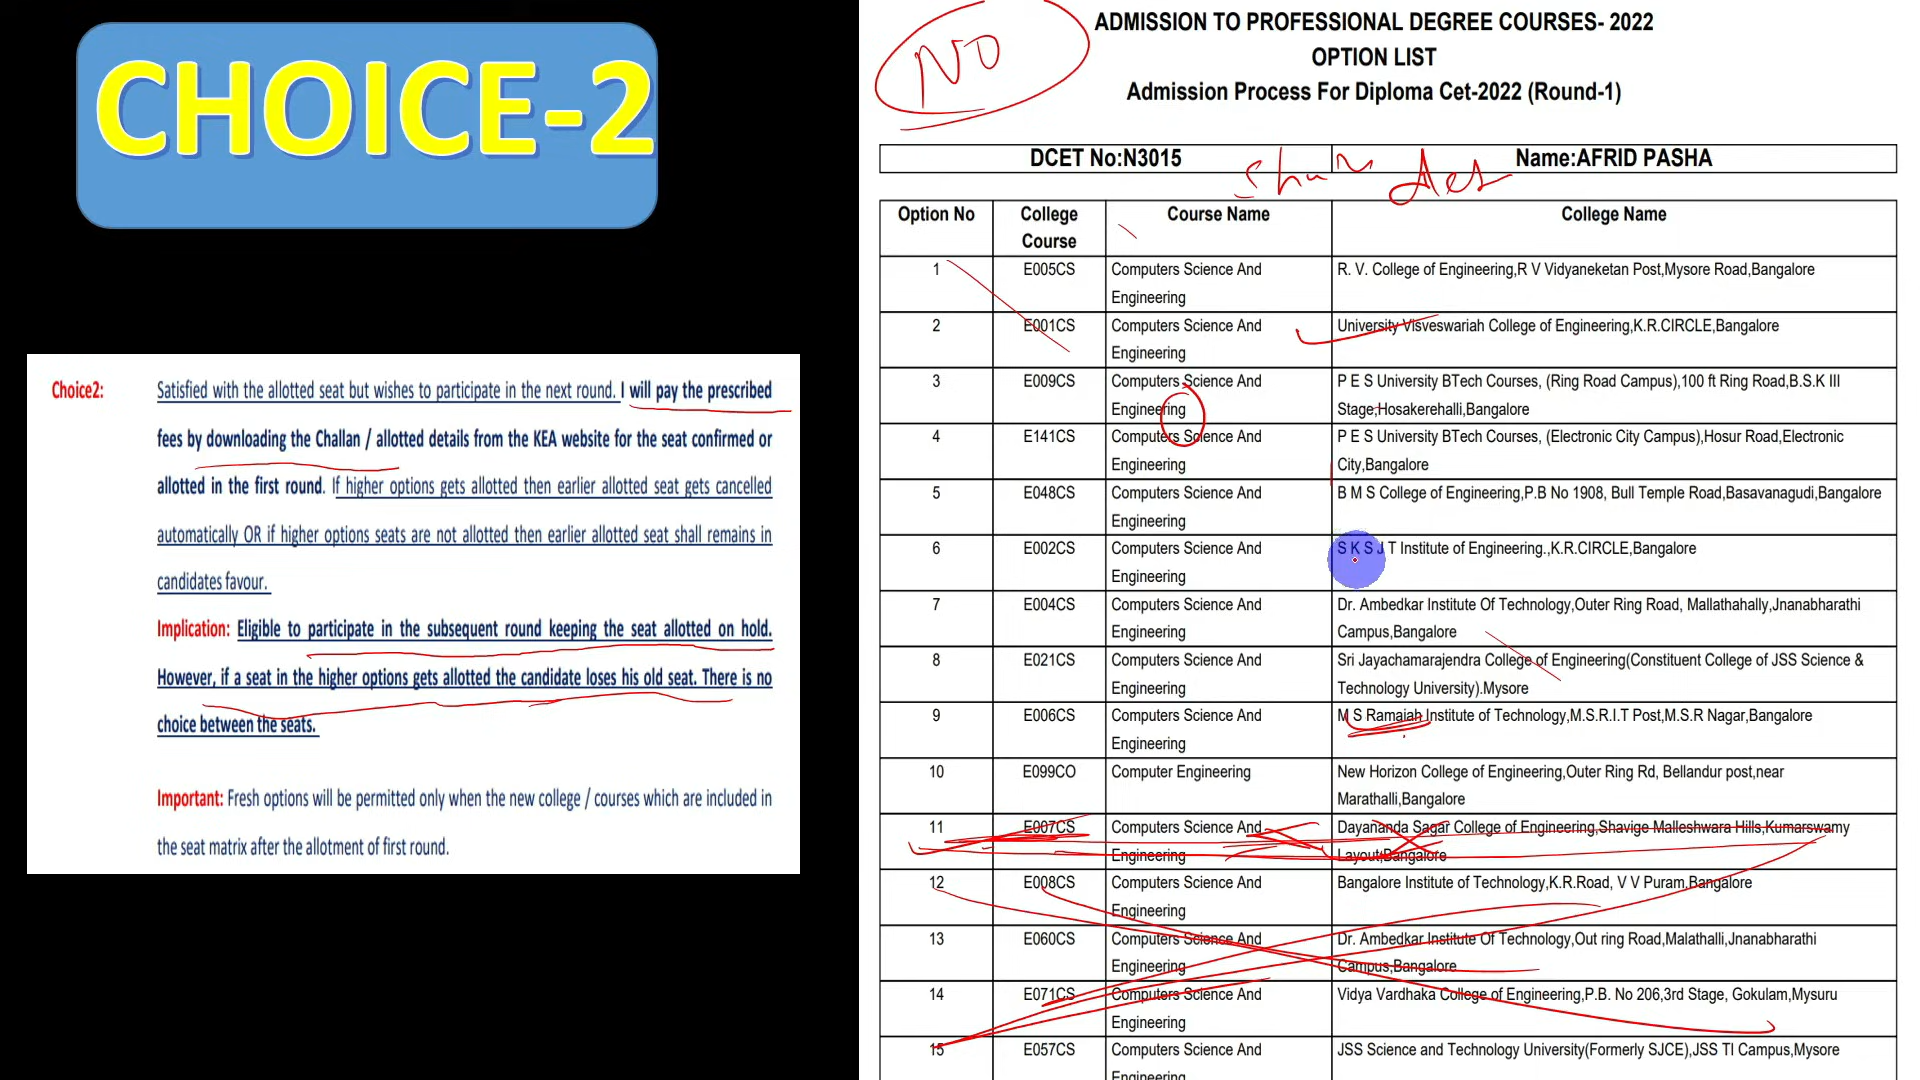 CHOICE-2
Choice2: Satisfied with the allotted seat but wishes to participate in the next round. I will pay the prescribed
fees by downloading the Challan / allotted details from the KEA website for the seat confirmed or
allotted in the first round. If higher options gets allotted then earlier allotted seat gets cancelled
automatically OR if higher options seats are not allotted then earlier allotted seat shall remains in
candidates favour.
Implication: Eligible to participate in the subsequent round keeping the seat allotted on hold.
However, if a seat in the higher options gets allotted the candidate loses his old seat. There is no
choice between the seats.
Important: Fresh options will be permitted only when the new college / courses which are included in
the seat matrix after the allotment of first round.
NO
ADMISSION TO PROFESSIONAL DEGREE COURSES- 2022
OPTION LIST
Admission Process For Diploma Cet-2022 (Round-1)
DCET No:N3015 Name:AFRID PASHA
Option No College Course Name College Name
Course
1 E005CS Computers Science And R. V. College of Engineering,R V Vidyaneketan Post,Mysore Road,Bangalore
Engineering
2 E001CS Computers Science And University Visveswariah College of Engineering,K.R.CIRCLE,Bangalore
Engineering
3 E009CS Computers Science And P E S University BTech Courses, (Ring Road Campus),100 ft Ring Road,B.S.K III
Engineering Stage,Hosakerehalli,Bangalore
4 E141CS Computers Science And P E S University BTech Courses, (Electronic City Campus),Hosur Road,Electronic
Engineering City,Bangalore
5 E048CS Computers Science And B M S College of Engineering,P.B No 1908, Bull Temple Road,Basavanagudi,Bangalore
Engineering
6 E002CS Computers Science And S K S J T Institute of Engineering.,K.R.CIRCLE,Bangalore
Engineering
7 E004CS Computers Science And Dr. Ambedkar Institute Of Technology,Outer Ring Road, Mallathahally,Jnanabharathi
Engineering Campus,Bangalore
8 E021CS Computers Science And Sri Jayachamarajendra College of Engineering(Constituent College of JSS Science &
Engineering Technology University).Mysore
9 E006CS Computers Science And M S Ramaiah Institute of Technology,M.S.R.I.T Post,M.S.R Nagar,Bangalore
Engineering
10 E099CO Computer Engineering New Horizon College of Engineering,Outer Ring Rd, Bellandur post,near
Marathalli,Bangalore
11 E007CS Computers Science And Dayananda Sagar College of Engineering,Shavige Malleshwara Hills,Kumarswamy
Engineering Layout,Bangalore
12 E008CS Computers Science And Bangalore Institute of Technology,K.R.Road, V V Puram,Bangalore
Engineering
13 E060CS Computers Science And Dr. Ambedkar Institute Of Technology,Out ring Road,Malathalli,Jnanabharathi
Engineering Campus,Bangalore
14 E071CS Computers Science And Vidya Vardhaka College of Engineering,P.B. No 206,3rd Stage, Gokulam,Mysuru
Engineering
15 E057CS Computers Science And JSS Science and Technology University(Formerly SJCE),JSS TI Campus,Mysore
Engineering